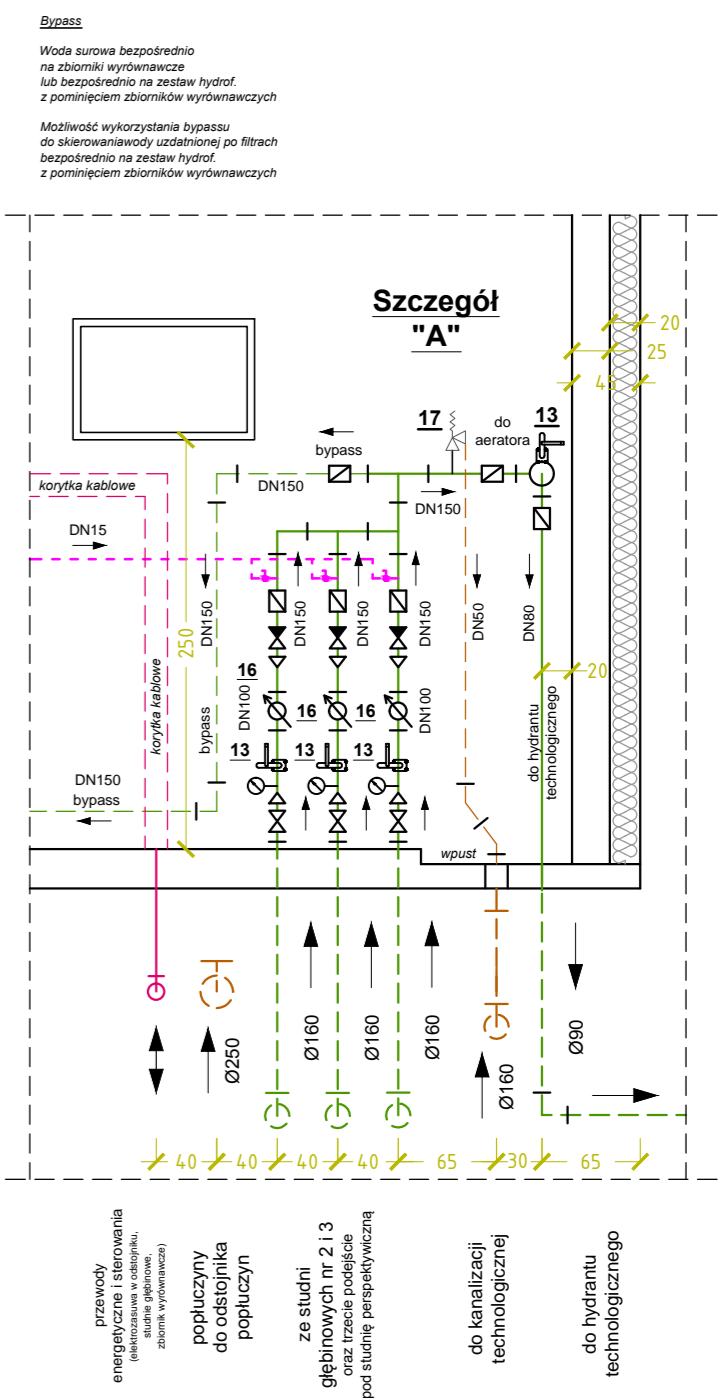 Bypass
Woda surowa bezpośrednio
na zbiorniki wyrównawcze
lub bezpośrednio na zestaw hydrof.
z pominięciem zbiorników wyrównawczych
Możliwość wykorzystania bypassu
do skierowaniawody uzdatnionej po filtrach
bezpośrednio na zestaw hydrof.
z pominięciem zbiorników wyrównawczych
Szczegół
"A"
20
25
45
17
do
aeratora
13
bypass
DN150
DN150
korytka kablowe
DN15
DN150
DN150
DN150
DN150
DN50
DN80
250
korytka kablowe
bypass
16
DN100
16
16
DN100
20
do hydrantu
technologicznego
13
13
13
DN150
bypass
wpust
Ø250
Ø160
Ø160
Ø160
Ø160
Ø90
40
40
40
40
65
30
65
przewody
energetyczne i sterowania
(elektrozasuwa w odstojniku,
studnie głębinowe,
zbiornik wyrównawcze)
popłuczyny
do odstojnika
popłuczyn
ze studni
głębinowych nr 2 i 3
oraz trzecie podejście
pod studnię perspektywiczną
do kanalizacji
technologicznej
do hydrantu
technologicznego